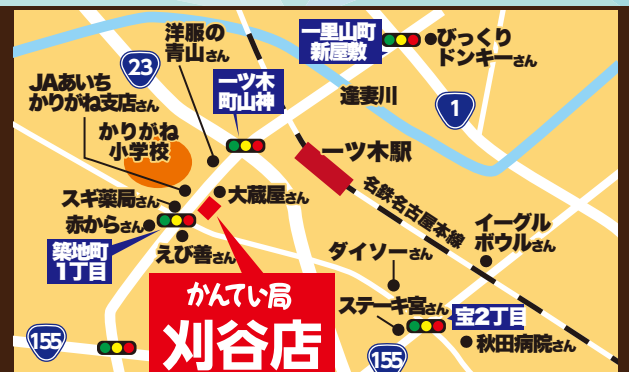 洋服の
青山さん
一里山町
新屋敷
びっくり
ドンキーさん
23
JAあいち
かりがね支店さん
一ツ木
町山神
逢妻川
1
かりがね
小学校
一ツ木駅
スギ薬局さん
大蔵屋さん
名鉄名古屋本線
赤からさん
イーグル
ボウルさん
築地町
1丁目
えび善さん
ダイソーさん
かんてい局
刈谷店
ステーキ宮さん
宝2丁目
155
155
秋田病院さん